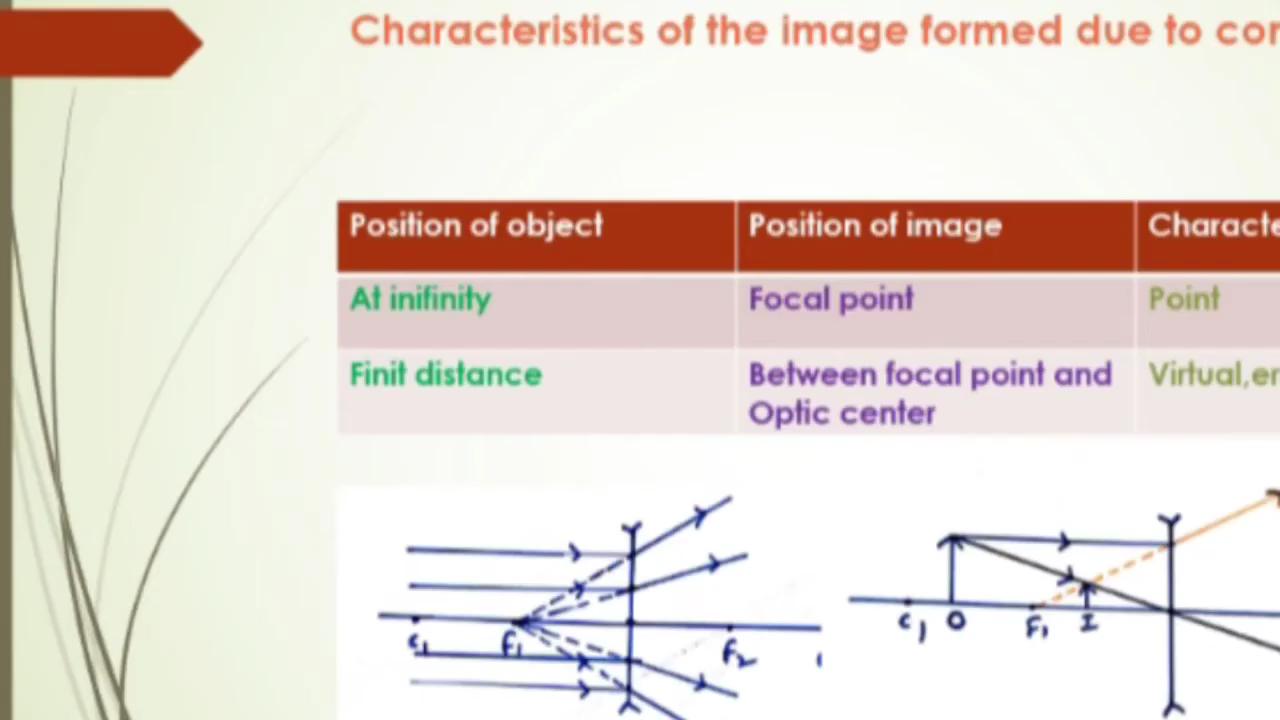 Characteristics of the image formed due to con
Position of object Position of image Characte
At inifinity Focal point Point
Finit distance Between focal point and Virtual,er
Optic center
C1 F1 F2
C1 O F1 I